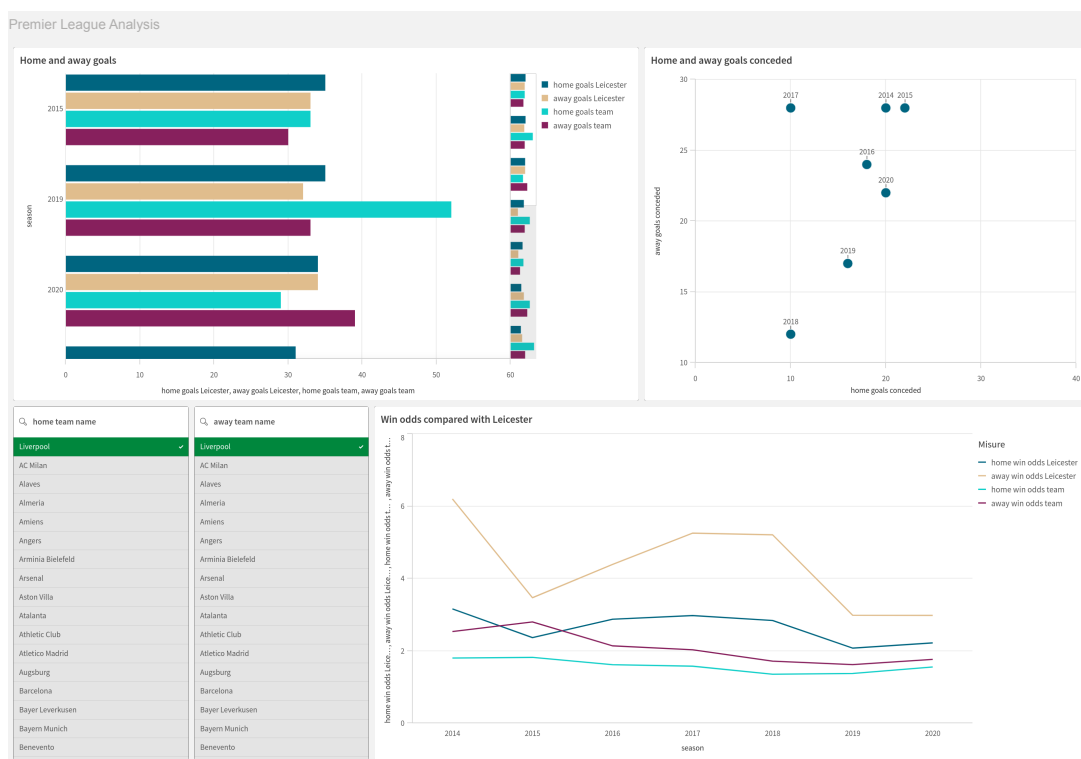 Premier League Analysis
Home and away goals
2015
2019
2020
season
0 10 20 30 40 50 60
home goals Leicester, away goals Leicester, home goals team, away goals team
home goals Leicester
away goals Leicester
home goals team
away goals team
Home and away goals conceded
30
25
20
15
10
away goals conceded
2017 2014 2015
2016
2020
2019
2018
0 10 20 30 40
home goals conceded
home team name
Liverpool
AC Milan
Alaves
Almeria
Amiens
Angers
Arminia Bielefeld
Arsenal
Aston Villa
Atalanta
Athletic Club
Atletico Madrid
Augsburg
Barcelona
Bayer Leverkusen
Bayern Munich
Benevento
away team name
Liverpool
AC Milan
Alaves
Almeria
Amiens
Angers
Arminia Bielefeld
Arsenal
Aston Villa
Atalanta
Athletic Club
Atletico Madrid
Augsburg
Barcelona
Bayer Leverkusen
Bayern Munich
Benevento
Win odds compared with Leicester
home win odds Leice..., away win odds Leice..., home win odds t..., away win odds t...
8
6
4
2
0
2014 2015 2016 2017 2018 2019 2020
season
Misure
home win odds Leicester
away win odds Leicester
home win odds team
away win odds team